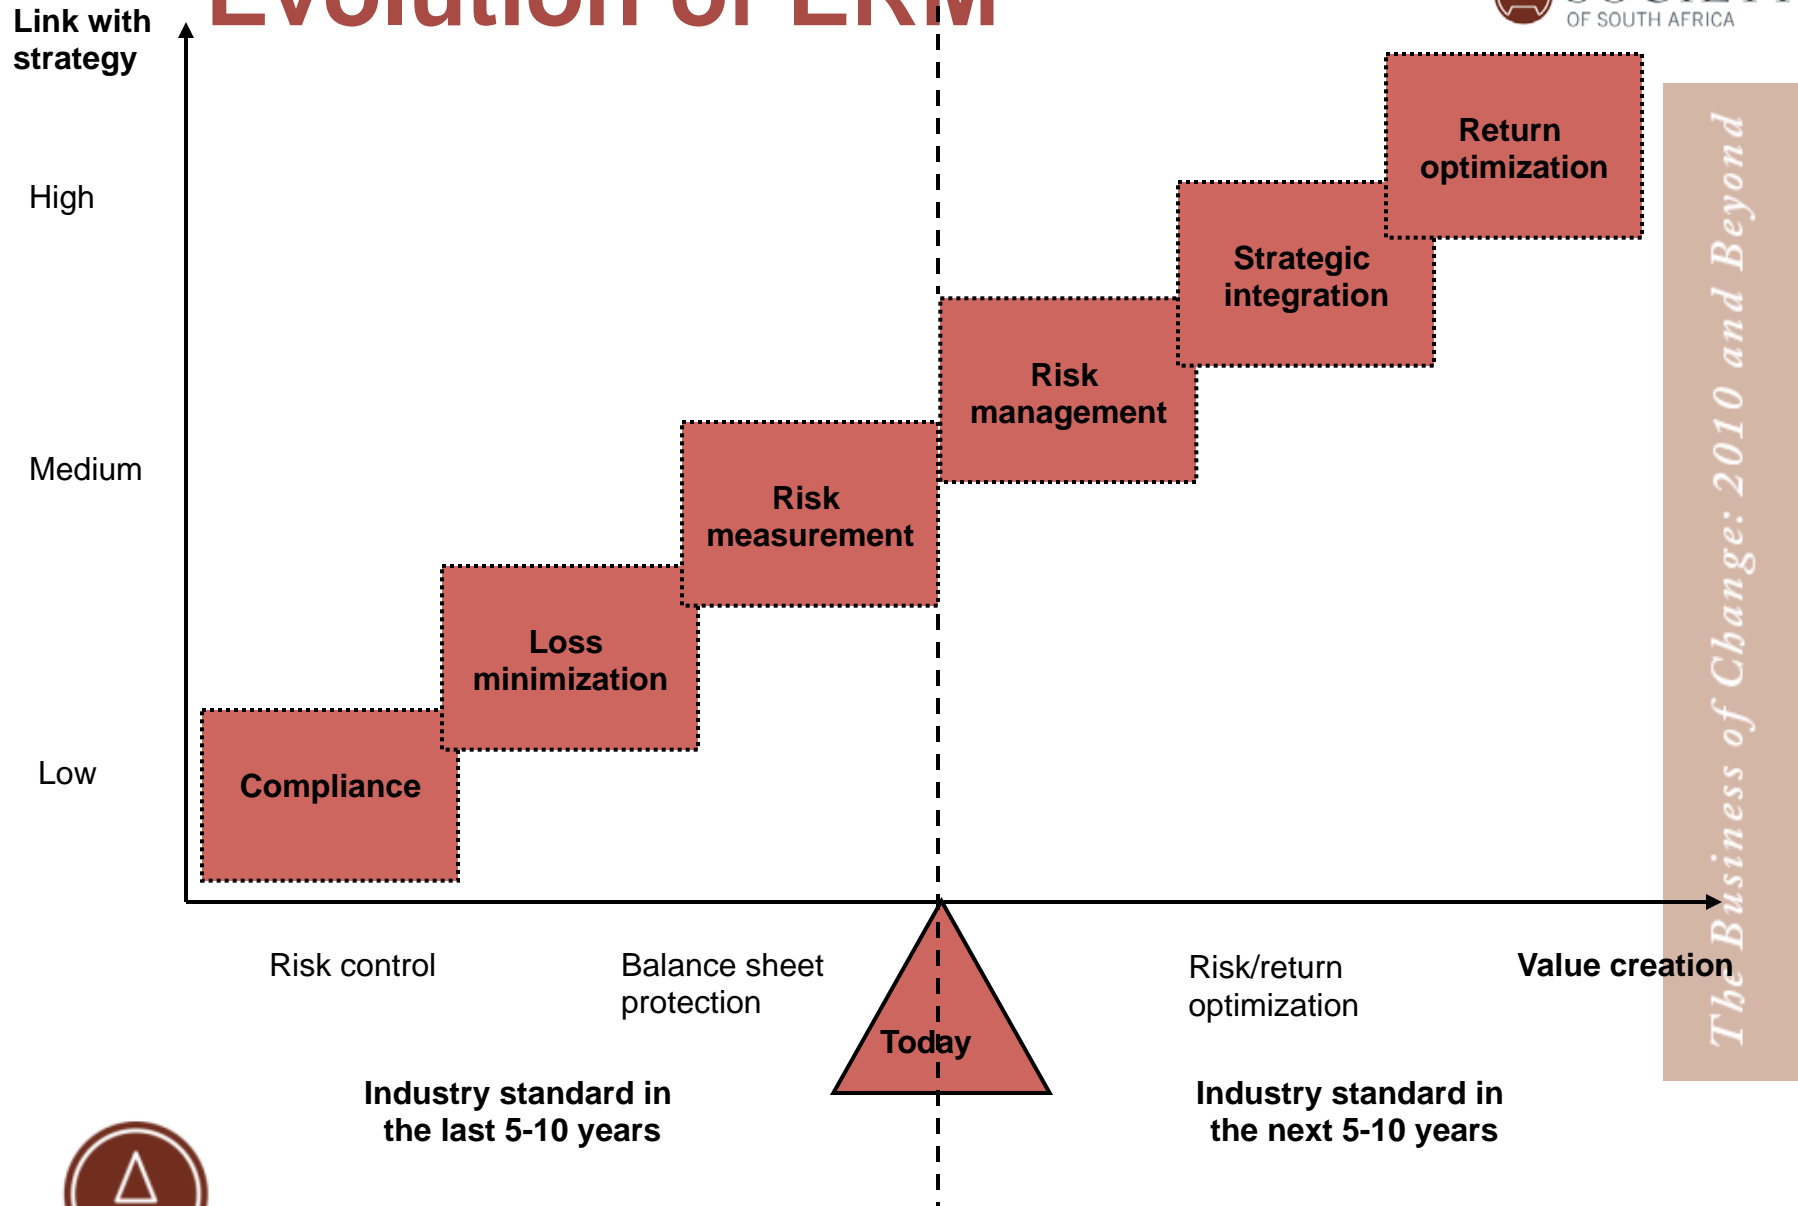 Evolution of ERM
OF SOUTH AFRICA
Link with
strategy
High
Medium
Low
Return
optimization
Strategic
integration
Risk
management
Risk
measurement
Loss
minimization
Compliance
Risk control
Balance sheet
protection
Risk/return
optimization
Value creation
Today
Industry standard in
the last 5-10 years
Industry standard in
the next 5-10 years
The Business of Change: 2010 and Beyond